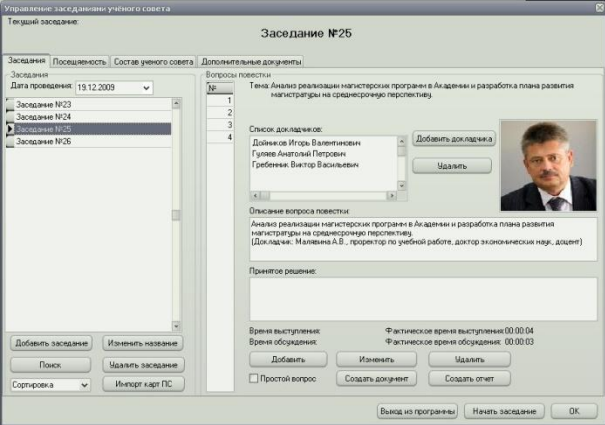 Управление заседаниями учёного совета
Текущий заседание:
Заседание №25
Заседания Посещяемость Состав ученого совета Дополнительные документы
Заседания
Дата проведения: 19.12.2009
Заседание №23
Заседание №24
Заседание №25
Заседание №26
Добавить заседание Изменить название
Поиск Удалить заседание
Сортировка Импорт карт ПС
Вопросы повестки
№
1
2
3
4
Тема: Анализ реализации магистерских программ в Академии и разработка плана развития
магистратуры на среднесрочную перспективу.
Список докладчиков:
Дойников Игорь Валентинович
Гуляев Анатолий Петрович
Гребенник Виктор Васильевич
Добавить докладчика
Удалить
Описание вопроса повестки:
Анализ реализации магистерских программ в Академии и разработка плана развития
магистратуры на среднесрочную перспективу.
(Докладчик: Малявина А.В., проректор по учебной работе, доктор экономических наук, доцент)
Принятое решение:
Время выступления: Фактическое время выступления: 00:00:04
Время обсуждения: Фактическое время обсуждения: 00:00:03
Добавить Изменить Удалить
Простой вопрос Создать документ Создать отчет
Выход из программы Начать заседание OK